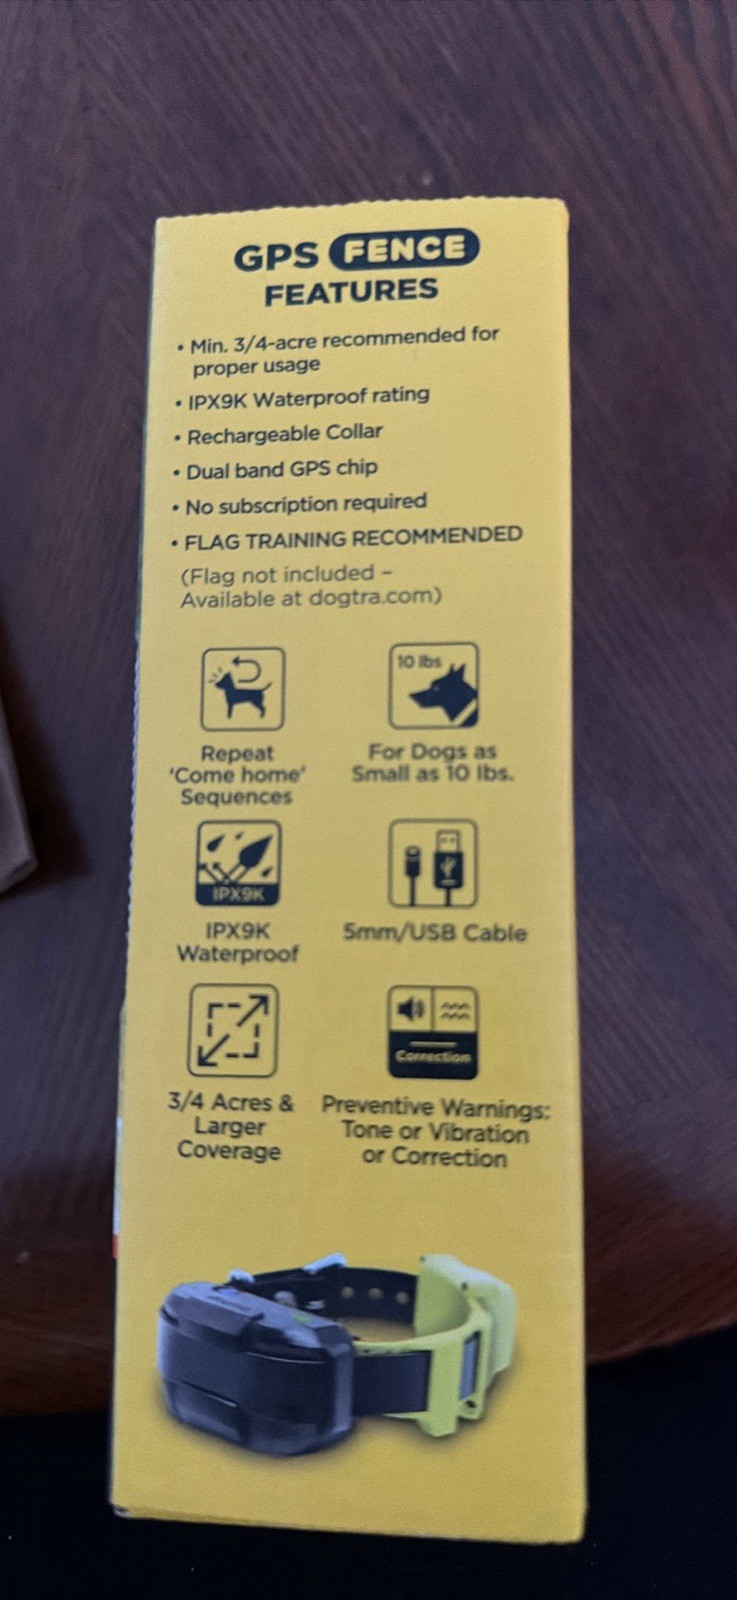 GPS FENCE
FEATURES
• Min. 3/4-acre recommended for
proper usage
• IPX9K Waterproof rating
• Rechargeable Collar
• Dual band GPS chip
• No subscription required
• FLAG TRAINING RECOMMENDED
(Flag not included –
Available at dogtra.com)
10 lbs
Repeat
'Come home'
Sequences
For Dogs as
Small as 10 lbs.
IPX9K
IPX9K
Waterproof
5mm/USB Cable
Correction
3/4 Acres &
Larger
Coverage
Preventive Warnings:
Tone or Vibration
or Correction